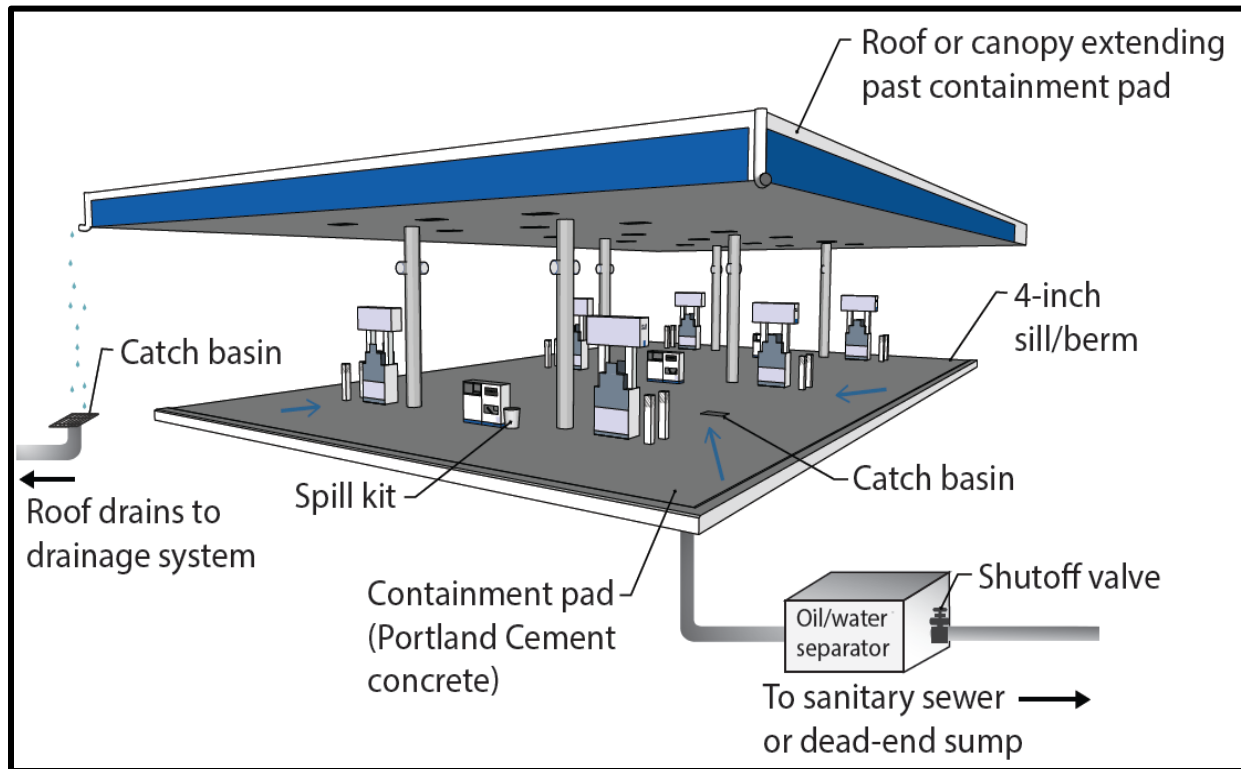 Roof or canopy extending
past containment pad
4-inch
sill/berm
Catch basin
Roof drains to
drainage system
Spill kit
Catch basin
Containment pad
(Portland Cement
concrete)
Shutoff valve
Oil/water
separator
To sanitary sewer
or dead-end sump